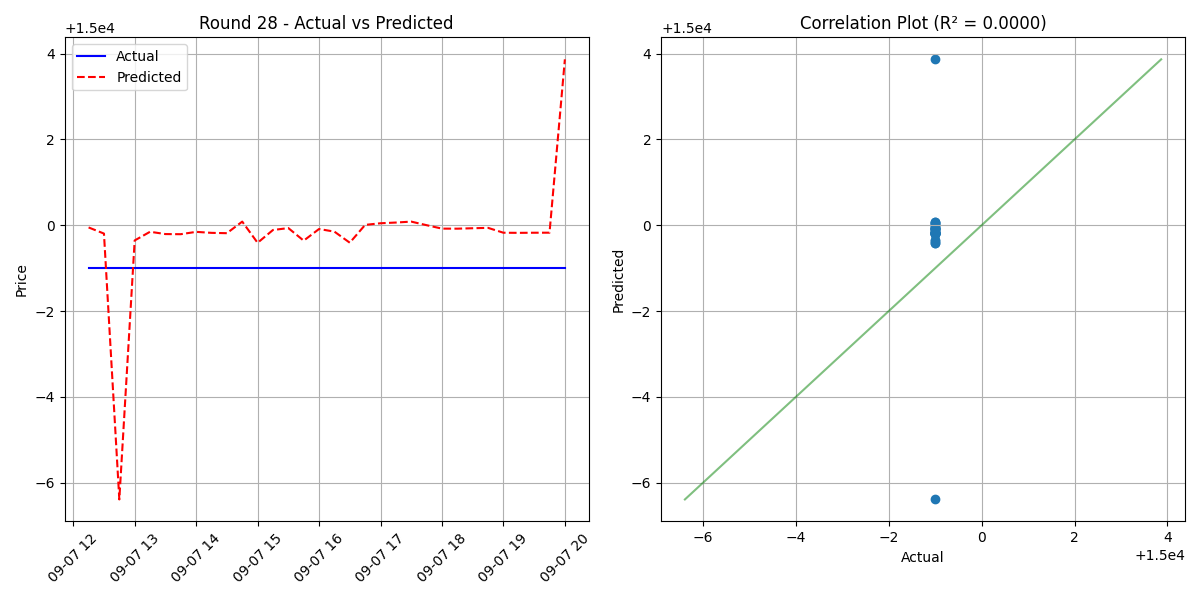 Round 28 - Actual vs Predicted
+1.5e4
Actual
Predicted
4
2
0
−2
−4
−6
Price
09-07 12
09-07 13
09-07 14
09-07 15
09-07 16
09-07 17
09-07 18
09-07 19
09-07 20
Correlation Plot (R² = 0.0000)
+1.5e4
4
2
0
−2
−4
−6
Predicted
−6
−4
−2
0
2
4
+1.5e4
Actual